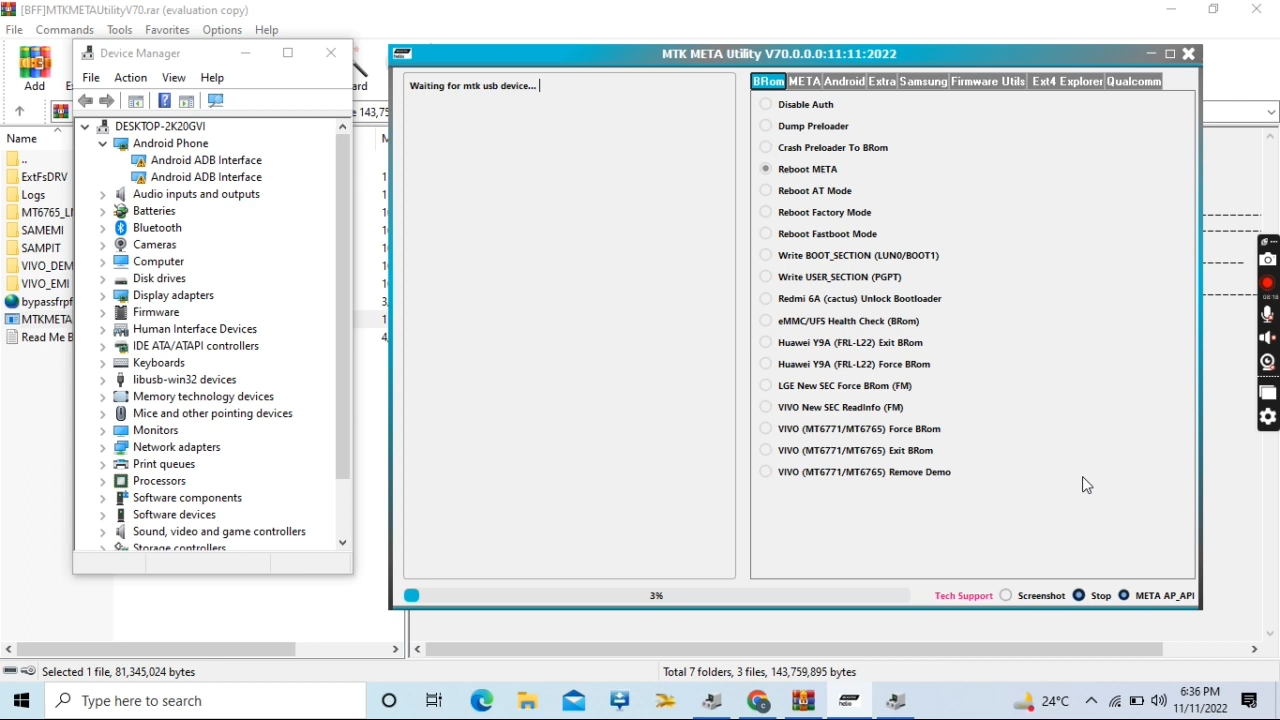 [BFF]MTKMETAUtilityV70.rar (evaluation copy)
File Commands Tools Favorites Options Help
Add
Device Manager
File Action View Help
Name
..
ExtFsDRV
Logs
MT6765_LI
SAMEMI
SAMPIT
VIVO_DEM
VIVO_EMI
bypassfrpf
MTKMETA
Read Me B
DESKTOP-2K20GVI
Android Phone
Android ADB Interface
Android ADB Interface
Audio inputs and outputs
Batteries
Bluetooth
Cameras
Computer
Disk drives
Display adapters
Firmware
Human Interface Devices
IDE ATA/ATAPI controllers
Keyboards
libusb-win32 devices
Memory technology devices
Mice and other pointing devices
Monitors
Network adapters
Print queues
Processors
Software components
Software devices
Sound, video and game controllers
Storage controllers
MTK META Utility V70.0.0.0:11:11:2022
Waiting for mtk usb device...
BRom META Android Extra Samsung Firmware Utils Ext4 Explorer Qualcomm
Disable Auth
Dump Preloader
Crash Preloader To BRom
Reboot META
Reboot AT Mode
Reboot Factory Mode
Reboot Fastboot Mode
Write BOOT_SECTION (LUN0/BOOT1)
Write USER_SECTION (PGPT)
Redmi 6A (cactus) Unlock Bootloader
eMMC/UFS Health Check (BRom)
Huawei Y9A (FRL-L22) Exit BRom
Huawei Y9A (FRL-L22) Force BRom
LGE New SEC Force BRom (FM)
VIVO New SEC ReadInfo (FM)
VIVO (MT6771/MT6765) Force BRom
VIVO (MT6771/MT6765) Exit BRom
VIVO (MT6771/MT6765) Remove Demo
3%
Tech Support Screenshot Stop META AP_API
Selected 1 file, 81,345,024 bytes
Total 7 folders, 3 files, 143,759,895 bytes
Type here to search
24°C
6:36 PM
11/11/2022